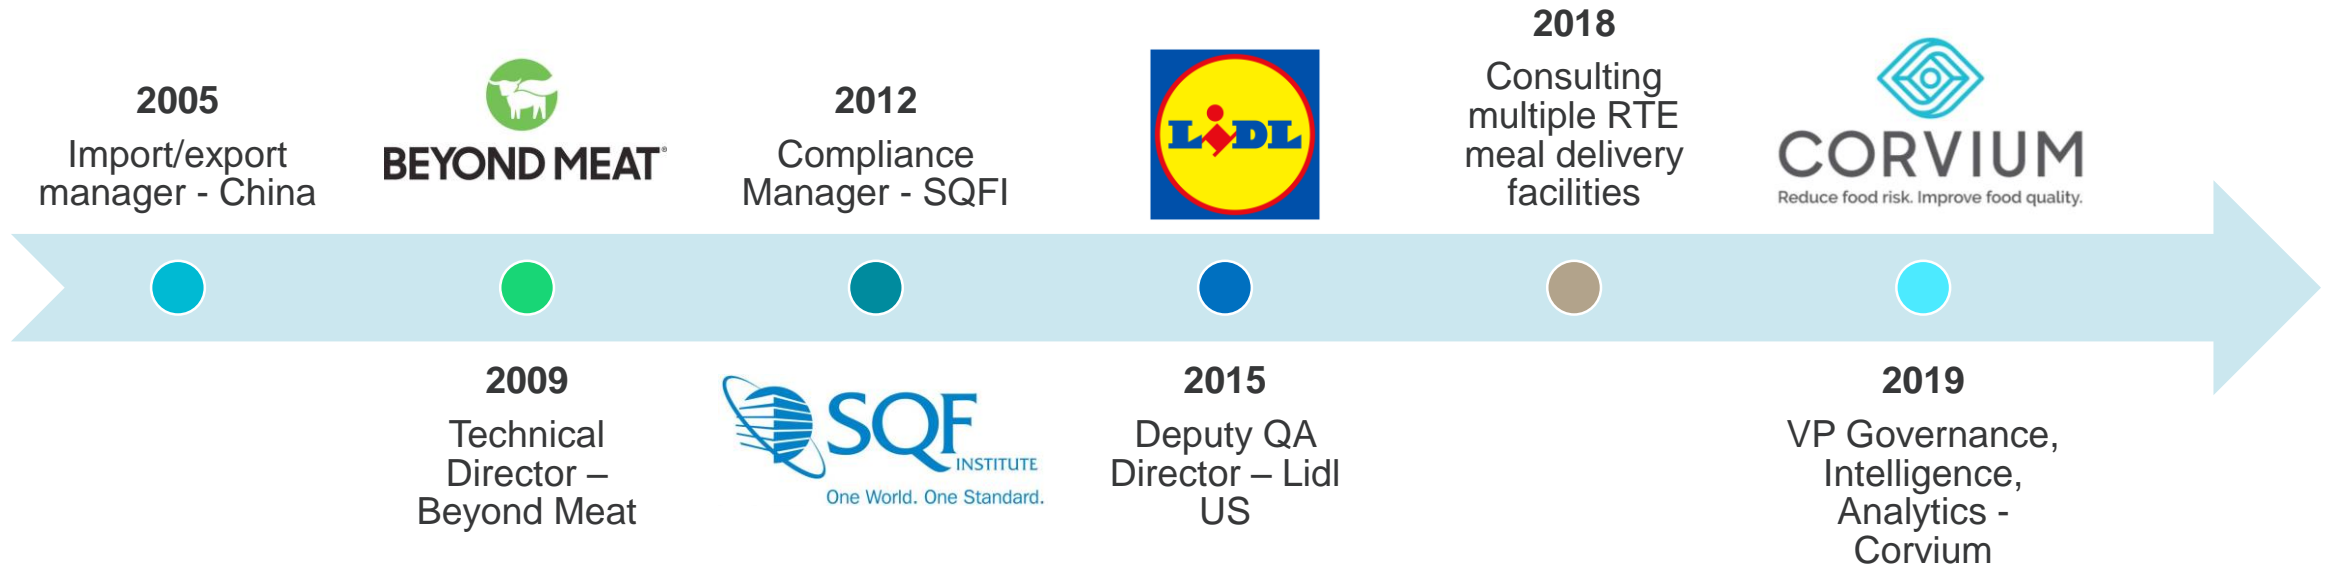 2005
Import/export
manager - China
BEYOND MEAT®
2009
Technical
Director –
Beyond Meat
2012
Compliance
Manager - SQFI
SQF
INSTITUTE
One World. One Standard.
LiDL
2015
Deputy QA
Director – Lidl
US
2018
Consulting
multiple RTE
meal delivery
facilities
CORVIUM
Reduce food risk. Improve food quality.
2019
VP Governance,
Intelligence,
Analytics -
Corvium